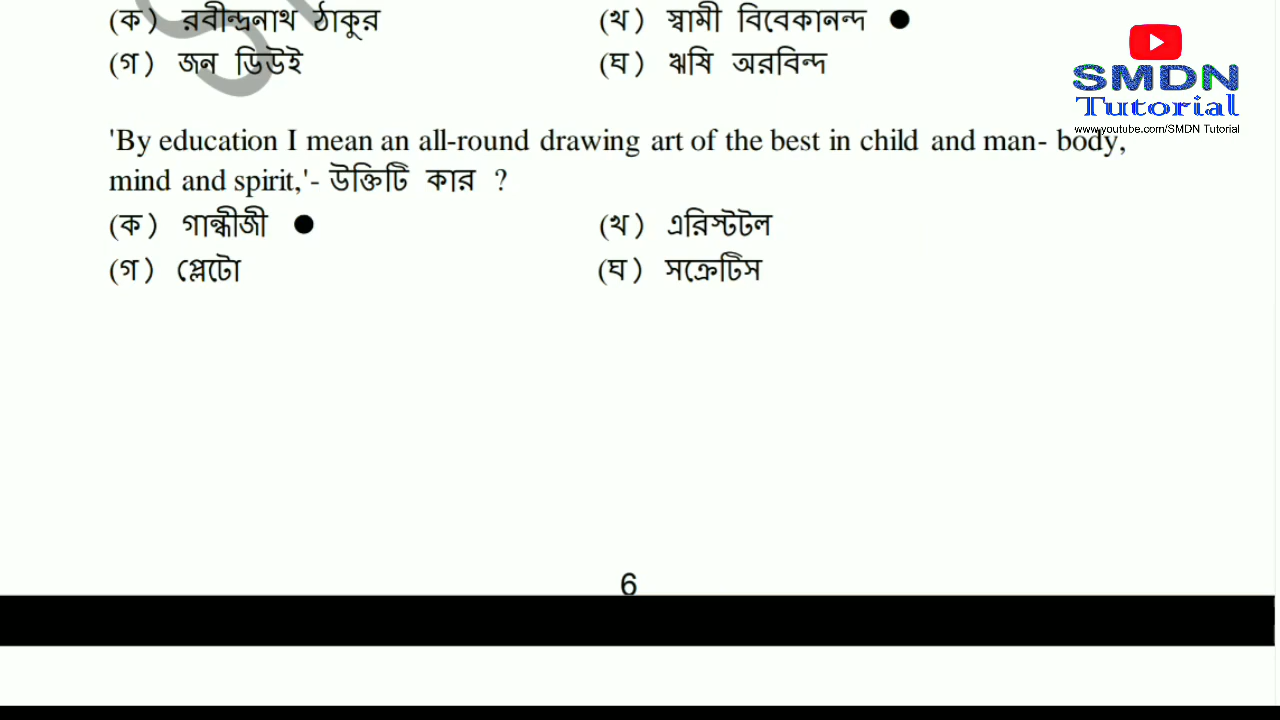 (ক) রবীন্দ্রনাথ ঠাকুর (খ) স্বামী বিবেকানন্দ ●
(গ) জন ডিউই (ঘ) ঋষি অরবিন্দ
SMDN
Tutorial
www.youtube.com/SMDN Tutorial
'By education I mean an all-round drawing art of the best in child and man- body,
mind and spirit,'- উক্তিটি কার ?
(ক) গান্ধীজী ● (খ) এরিস্টটল
(গ) প্লেটো (ঘ) সক্রেটিস
6